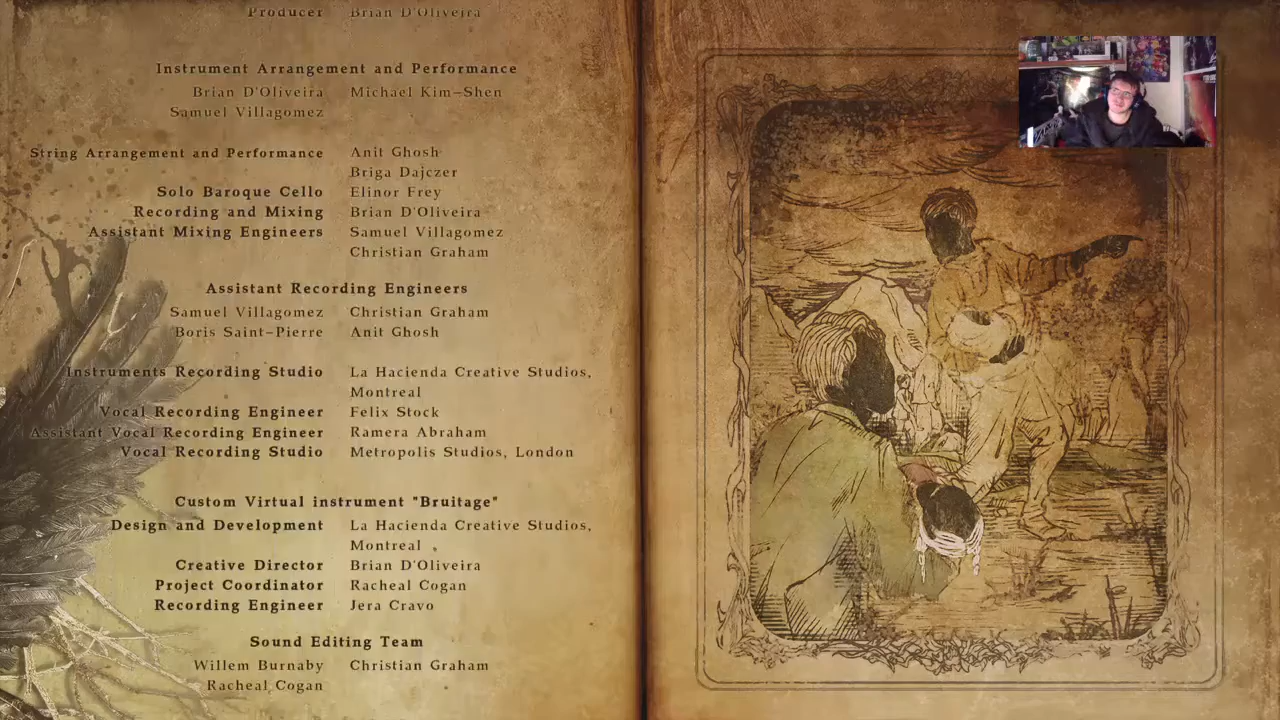 Producer Brian D'Oliveira
Instrument Arrangement and Performance
Brian D'Oliveira Michael Kim-Shen
Samuel Villagomez
String Arrangement and Performance Anit Ghosh
Briga Dajczer
Solo Baroque Cello Elinor Frey
Recording and Mixing Brian D'Oliveira
Assistant Mixing Engineers Samuel Villagomez
Christian Graham
Assistant Recording Engineers
Samuel Villagomez Christian Graham
Boris Saint-Pierre Anit Ghosh
Instruments Recording Studio La Hacienda Creative Studios,
Montreal
Vocal Recording Engineer Felix Stock
Assistant Vocal Recording Engineer Ramera Abraham
Vocal Recording Studio Metropolis Studios, London
Custom Virtual instrument "Bruitage"
Design and Development La Hacienda Creative Studios,
Montreal
Creative Director Brian D'Oliveira
Project Coordinator Racheal Cogan
Recording Engineer Jera Cravo
Sound Editing Team
Willem Burnaby Christian Graham
Racheal Cogan